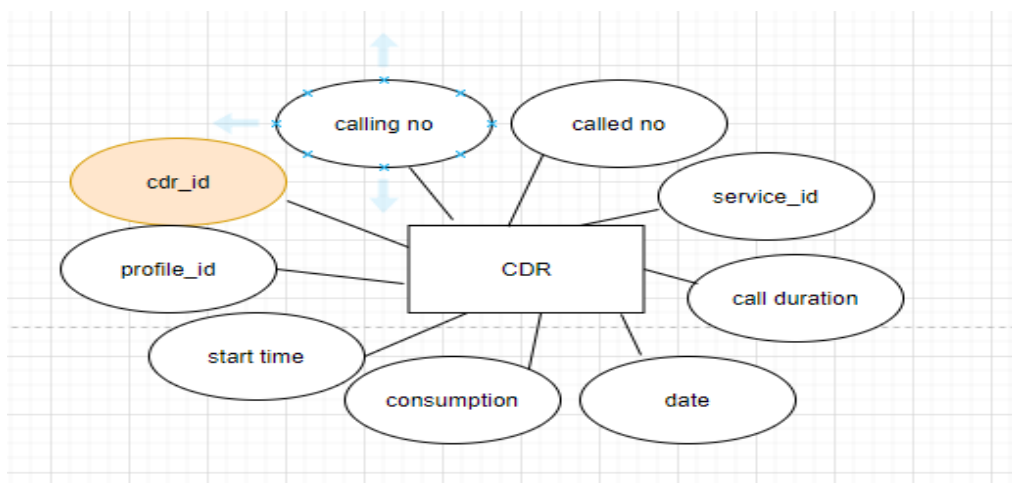 calling no
called no
cdr_id
service_id
profile_id
CDR
call duration
start time
consumption
date